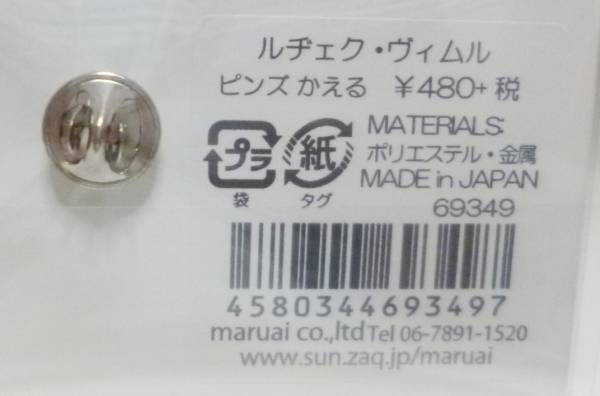 ルヂェク・ヴィムル
ピンズ かえる ¥480+税
プラ
袋
紙
タグ
MATERIALS:
ポリエステル・金属
MADE in JAPAN
69349
4580344693497
maruai co.,ltd Tel 06-7891-1520
www.sun.zaq.jp/maruai